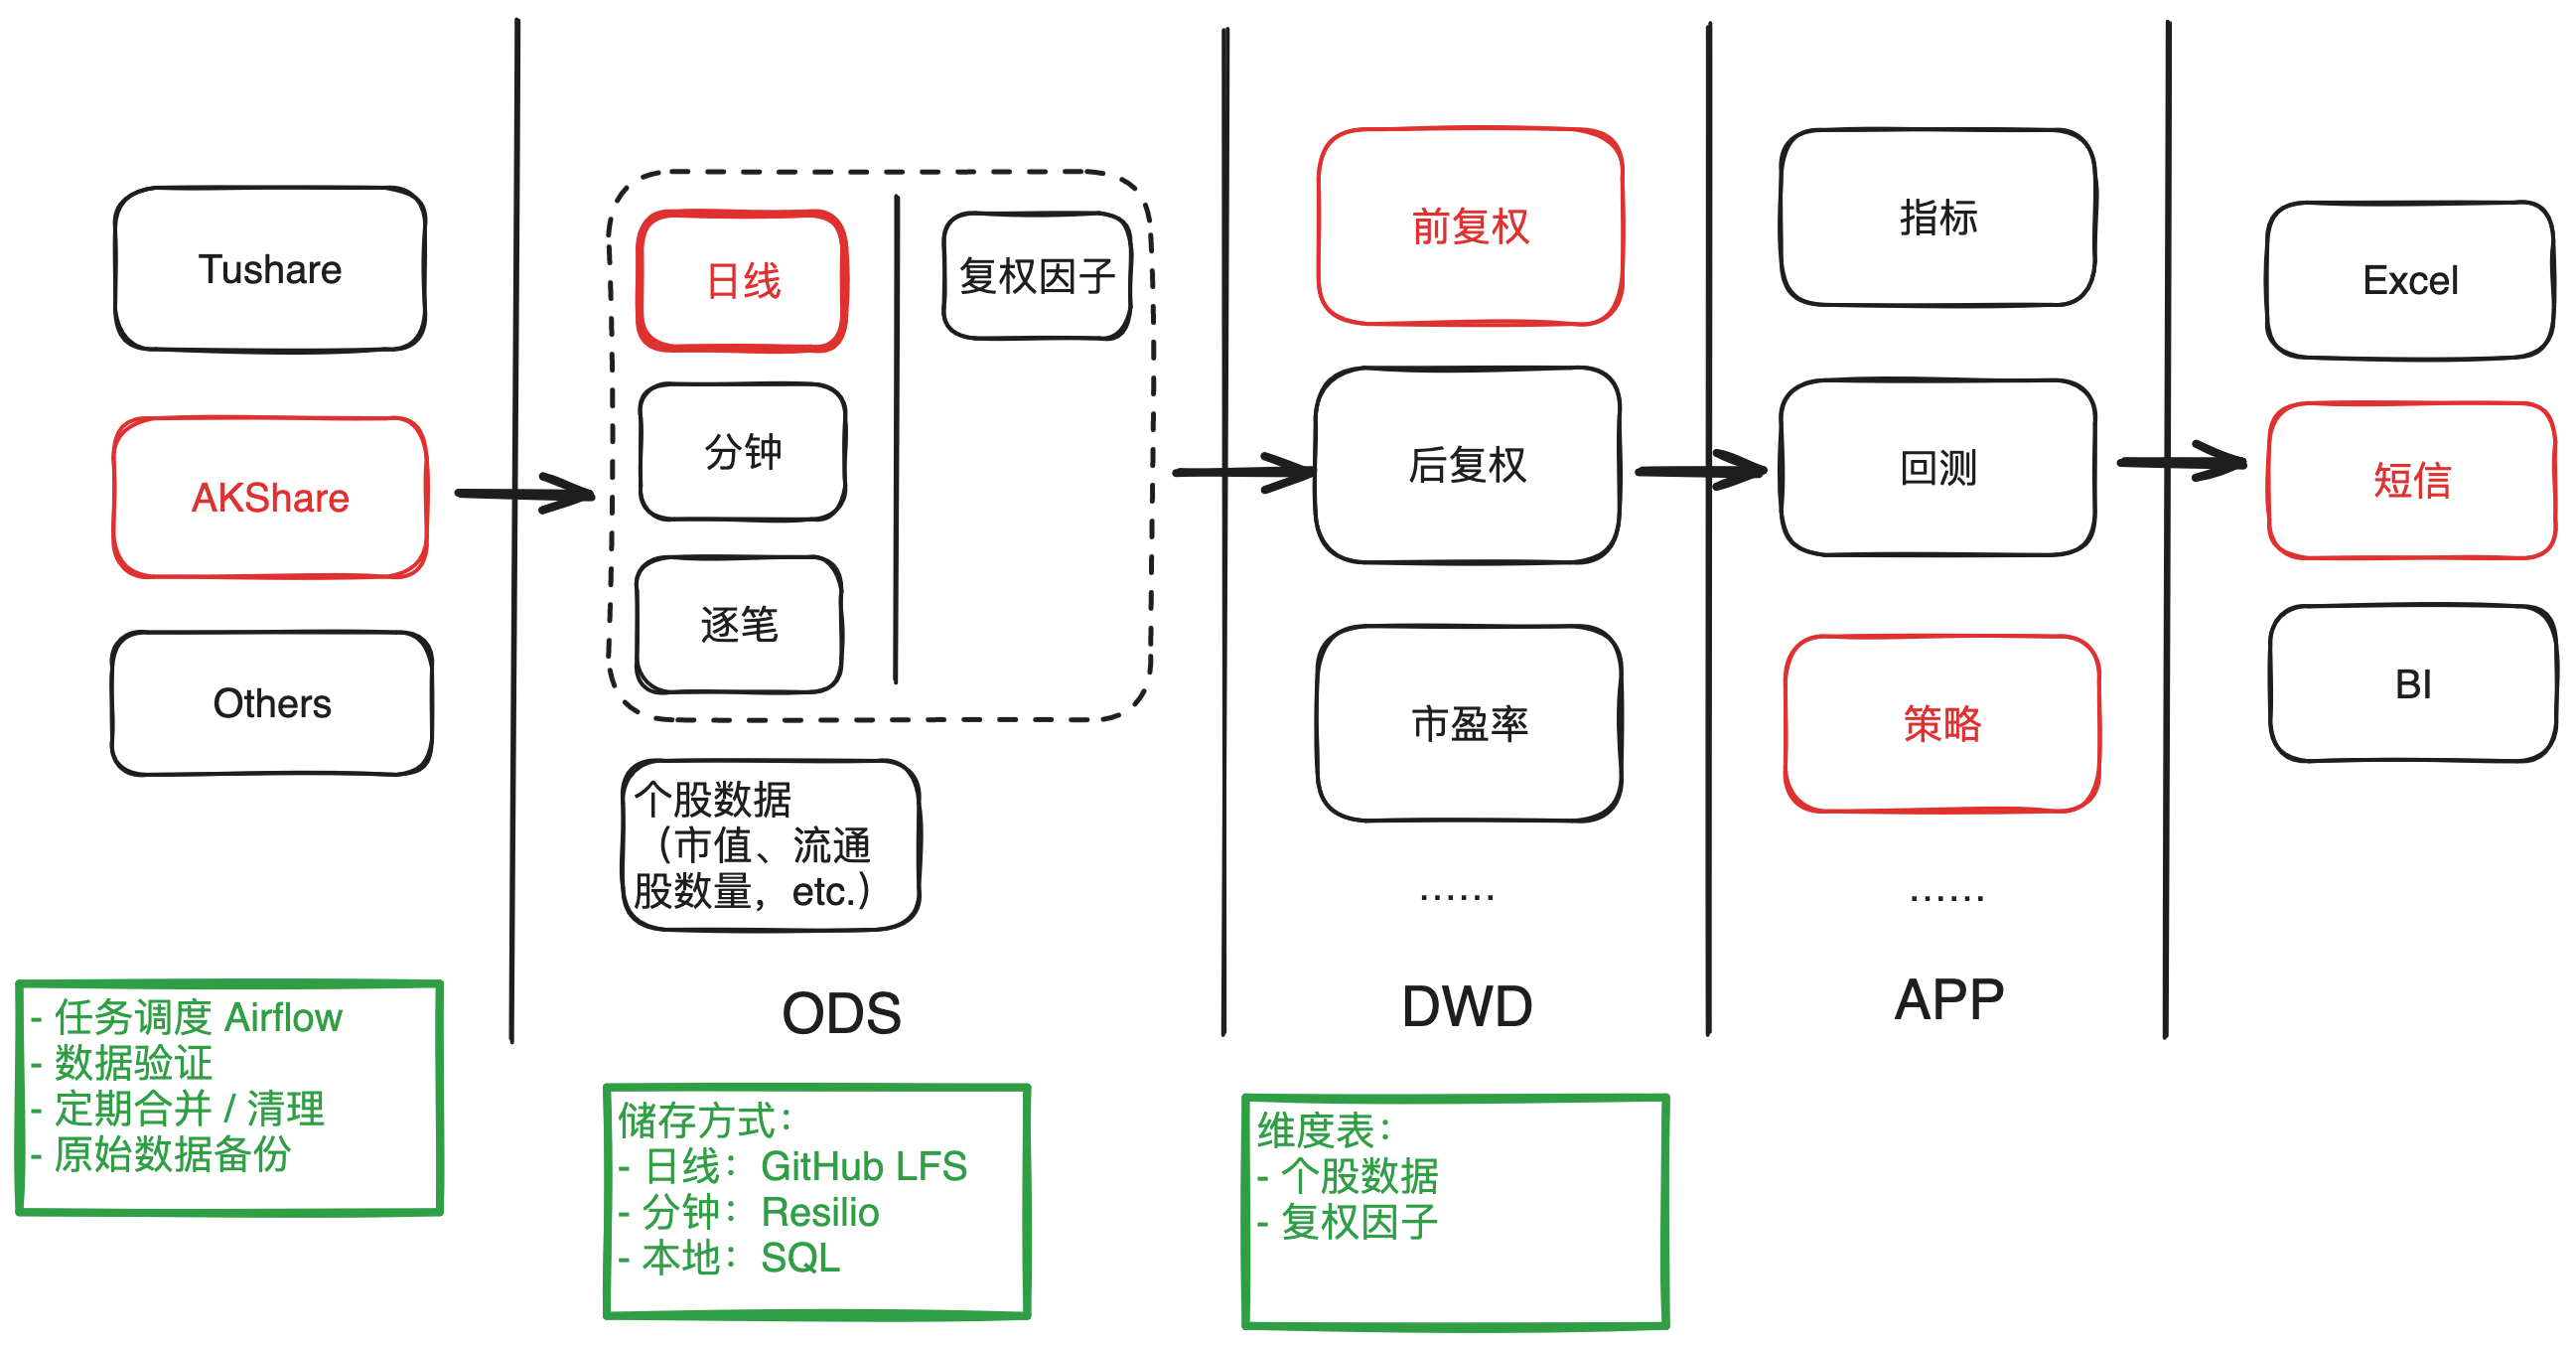 Tushare
AKShare
Others
- 任务调度 Airflow
- 数据验证
- 定期合并 / 清理
- 原始数据备份
日线
分钟
逐笔
复权因子
个股数据
（市值、流通
股数量，etc.）
ODS
储存方式：
- 日线：GitHub LFS
- 分钟：Resilio
- 本地：SQL
前复权
后复权
市盈率
......
DWD
维度表：
- 个股数据
- 复权因子
指标
回测
策略
......
APP
Excel
短信
BI